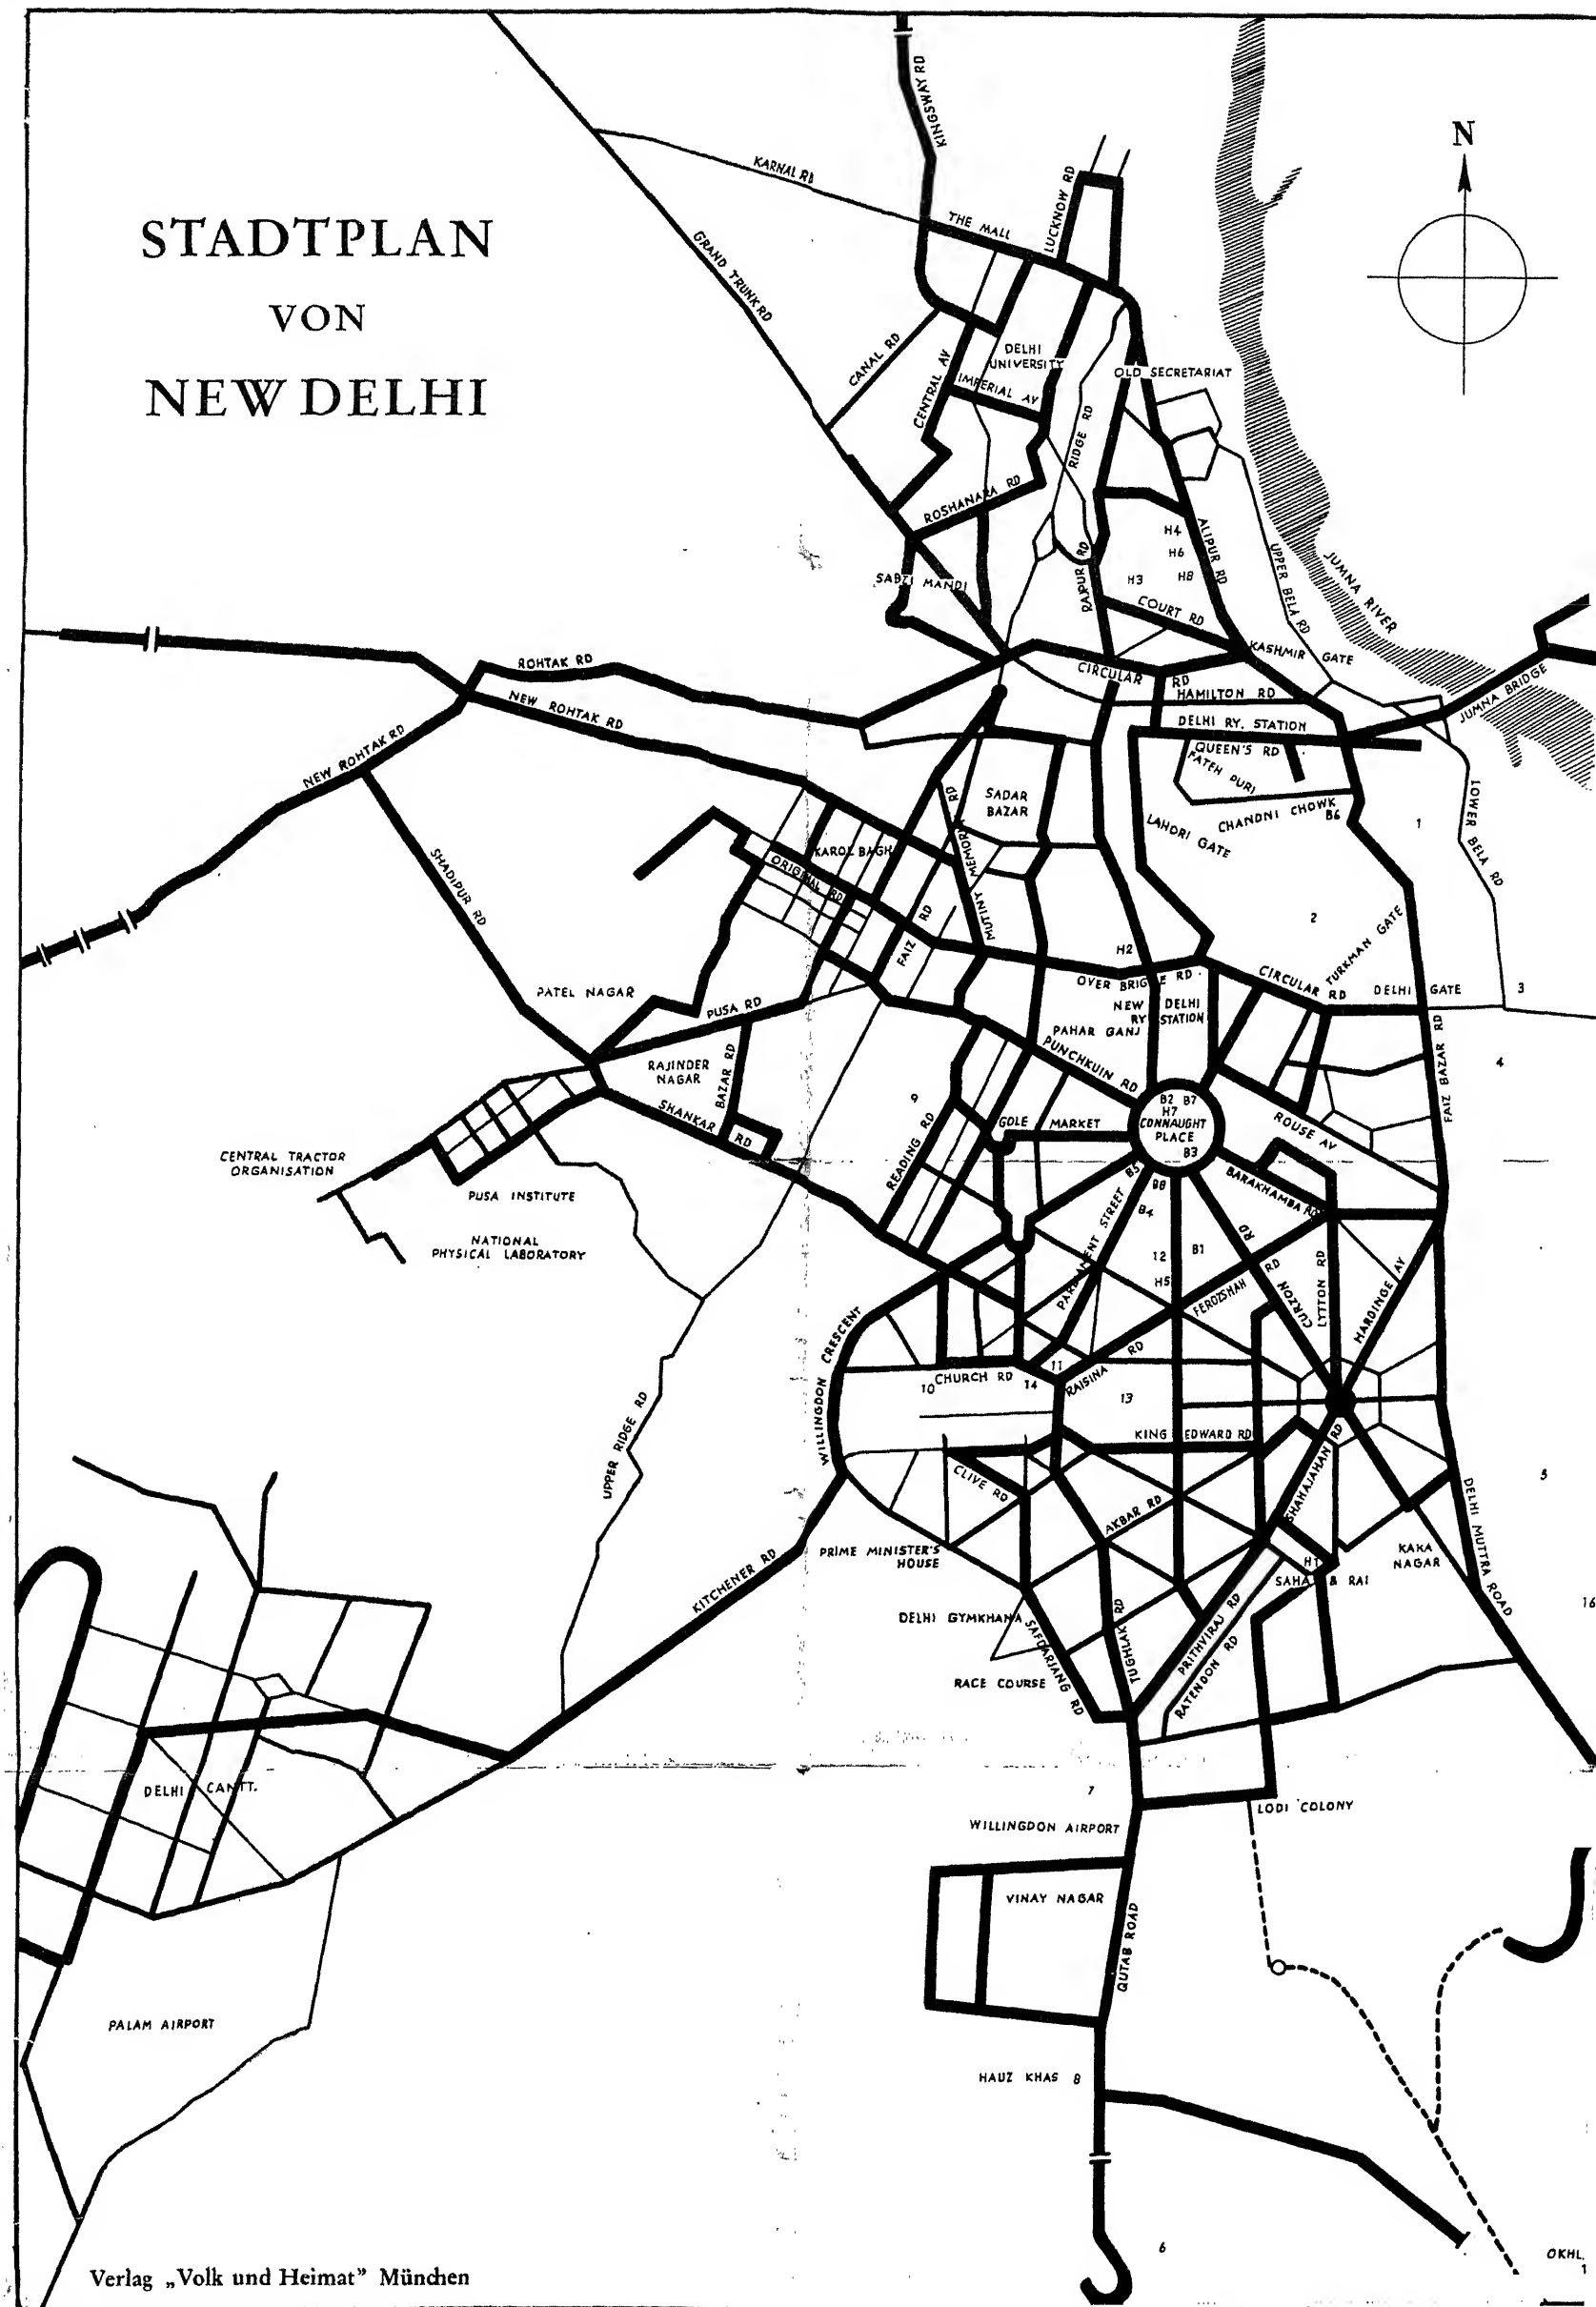 STADTPLAN
VON
NEW DELHI
N
KINGSWAY RD
KARNAL RD
THE MALL
LUCKNOW RD
GRAND TRUNK RD
CANAL RD
CENTRAL AV
DELHI
UNIVERSITY
IMPERIAL AV
OLD SECRETARIAT
RIDGE RD
ROSHANARA RD
SABZI MANDI
RAJPUR RD
H4
H6
H3
H8
ALIPUR RD
UPPER BELA RD
JUMNA RIVER
COURT RD
KASHMIR GATE
CIRCULAR RD
HAMILTON RD
JUMNA BRIDGE
DELHI RY. STATION
QUEEN'S RD
FATEH PURI
CHANDNI CHOWK
B6
LAHORI GATE
LOWER BELA RD
1
2
ROHTAK RD
NEW ROHTAK RD
NEW ROHTAK RD
SHADIPUR RD
SADAR
BAZAR
MUTINY MEMORIAL RD
KAROL BAGH
ORIGINAL RD
FAIZ RD
H2
OVER BRIGE RD.
CIRCULAR RD
TURKMAN GATE
DELHI GATE
3
PATEL NAGAR
PUSA RD
NEW DELHI
RY STATION
PAHAR GANJ
PUNCHKUIN RD
FAIZ BAZAR RD
4
RAJINDER
NAGAR
BAZAR RD
SHANKAR RD
9
READING RD
GOLE MARKET
B2 B7
H7
CONNAUGHT
PLACE
B3
ROUSE AV
BARAKHAMBA RD
CENTRAL TRACTOR
ORGANISATION
PUSA INSTITUTE
NATIONAL
PHYSICAL LABORATORY
B5
B8
B4
PARLIAMENT STREET
12
B1
H5
FEROZSHAH RD
CURZON RD
LYTTON RD
HARDINGE AV
5
WILLINGDON CRESCENT
CHURCH RD
10
14
11
RAISINA RD
13
KING EDWARD RD
UPPER RIDGE RD
CLIVE RD
AKBAR RD
SHAHAJAHAN RD
DELHI MUTTRA ROAD
PRIME MINISTER'S
HOUSE
KAKA
NAGAR
H1
SAHA & RAI
16
KITCHENER RD
DELHI GYMKHANA
SAFDARJANG RD
TUGHLAK RD
PRITHVIRAJ RD
RATENDON RD
RACE COURSE
DELHI CANTT.
7
LODI COLONY
WILLINGDON AIRPORT
VINAY NAGAR
QUTAB ROAD
PALAM AIRPORT
HAUZ KHAS 8
6
OKHL.
1
Verlag „Volk und Heimat” München